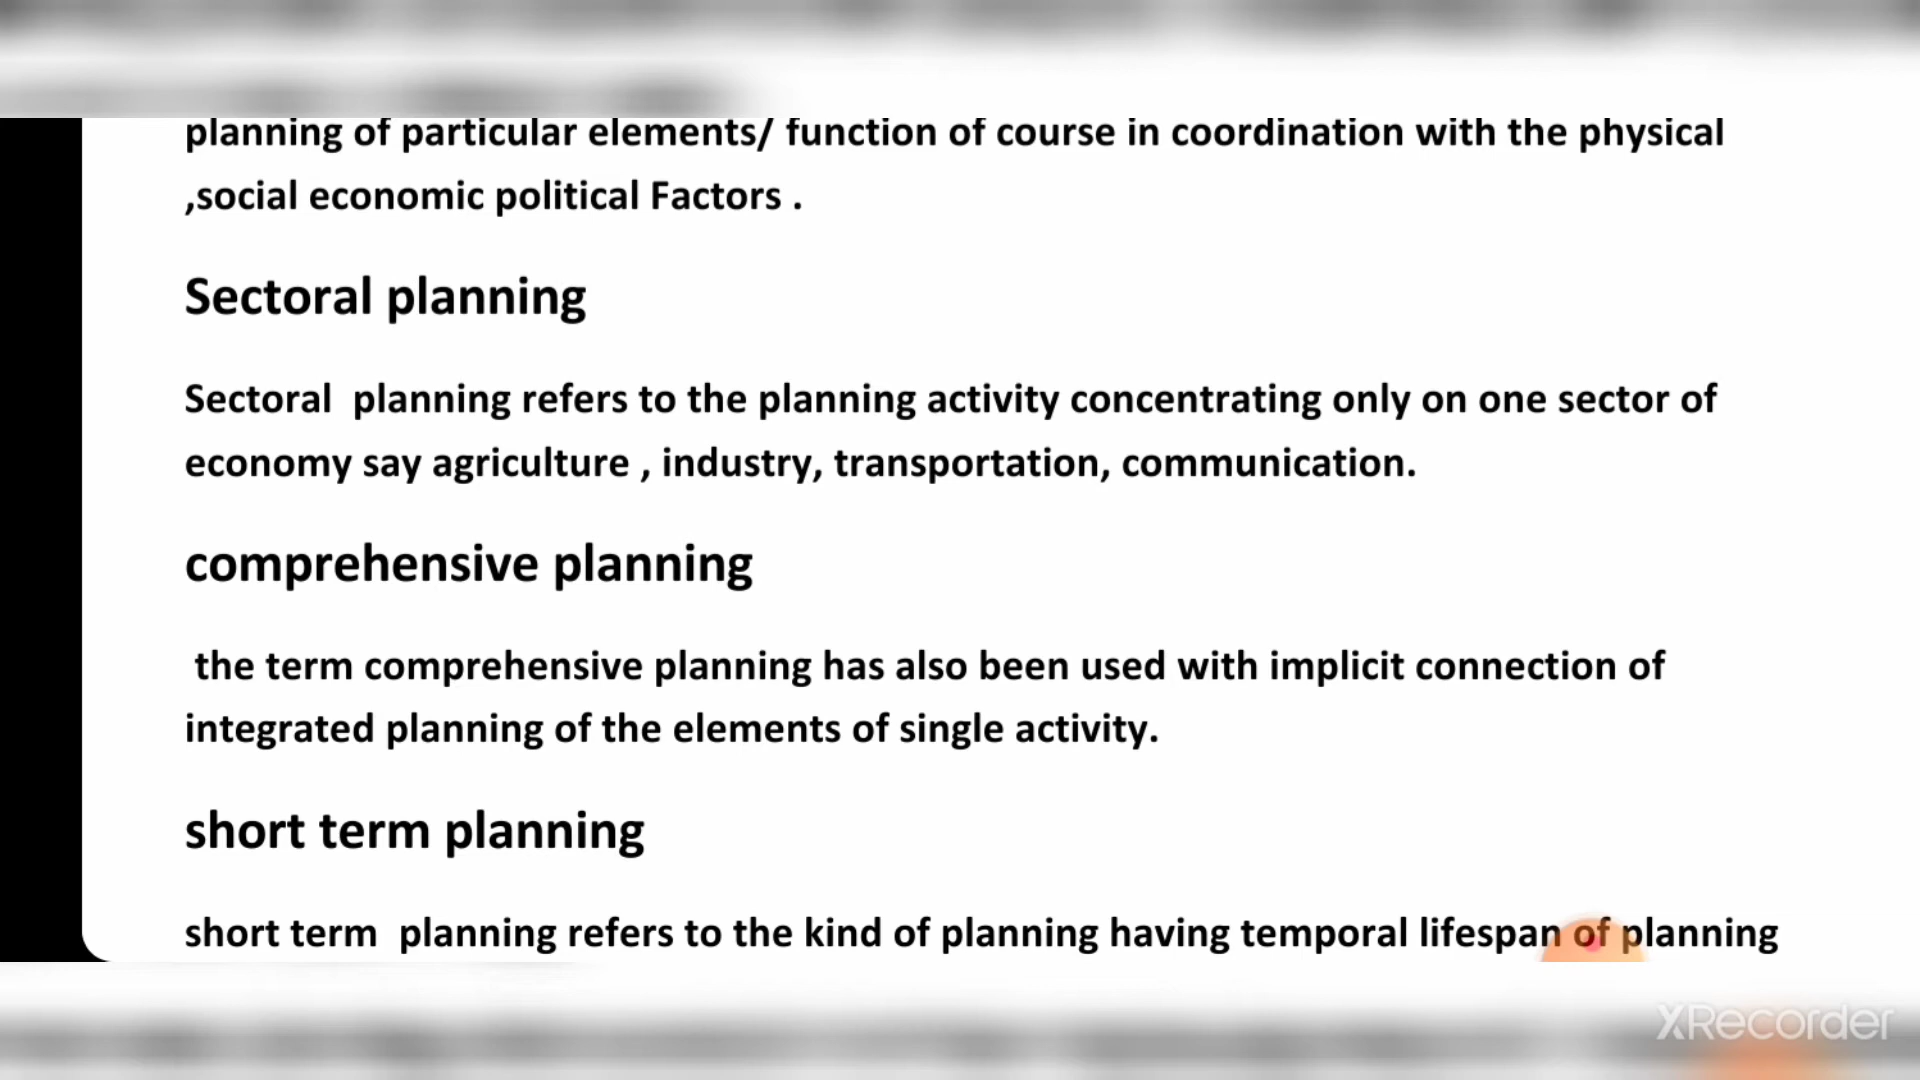 planning of particular elements/ function of course in coordination with the physical
,social economic political Factors .
Sectoral planning
Sectoral  planning refers to the planning activity concentrating only on one sector of
economy say agriculture , industry, transportation, communication.
comprehensive planning
the term comprehensive planning has also been used with implicit connection of
integrated planning of the elements of single activity.
short term planning
short term  planning refers to the kind of planning having temporal lifespan of planning
XRecorder